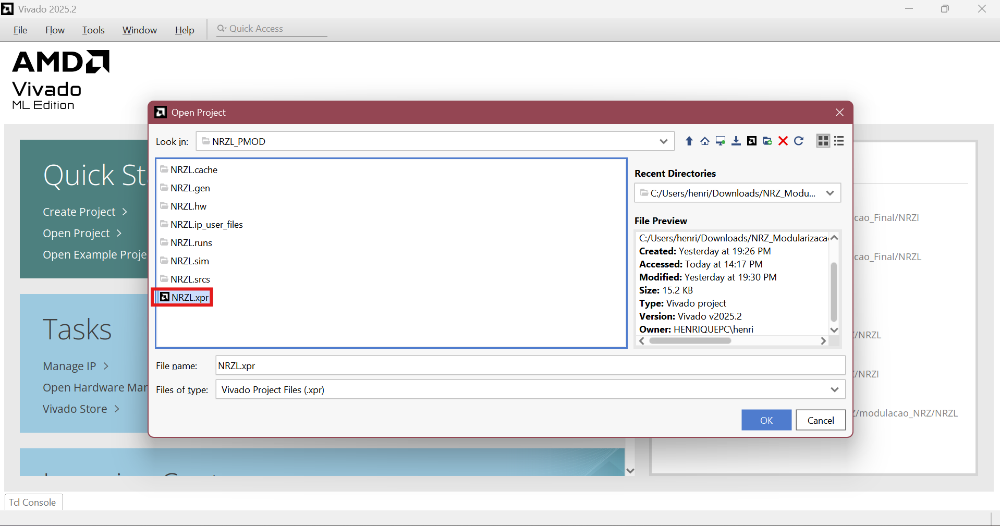 Vivado 2025.2
File Flow Tools Window Help Quick Access
AMD
Vivado
ML Edition
Open Project
Look in: NRZL_PMOD
NRZL.cache
NRZL.gen
NRZL.hw
NRZL.ip_user_files
NRZL.runs
NRZL.sim
NRZL.srcs
NRZL.xpr
Recent Directories
C:/Users/henri/Downloads/NRZ_Modu...
File Preview
C:/Users/henri/Downloads/NRZ_Modularizaca
Created: Yesterday at 19:26 PM
Accessed: Today at 14:17 PM
Modified: Yesterday at 19:30 PM
Size: 15.2 KB
Type: Vivado project
Version: Vivado v2025.2
Owner: HENRIQUEPC\henri
File name: NRZL.xpr
Files of type: Vivado Project Files (.xpr)
OK Cancel
Quick St
Create Project >
Open Project >
Open Example Proje
Tasks
Manage IP >
Open Hardware Man
Vivado Store >
cao_Final/NRZI
cao_Final/NRZL
/NRZL
/NRZI
/modulacao_NRZ/NRZL
Tcl Console